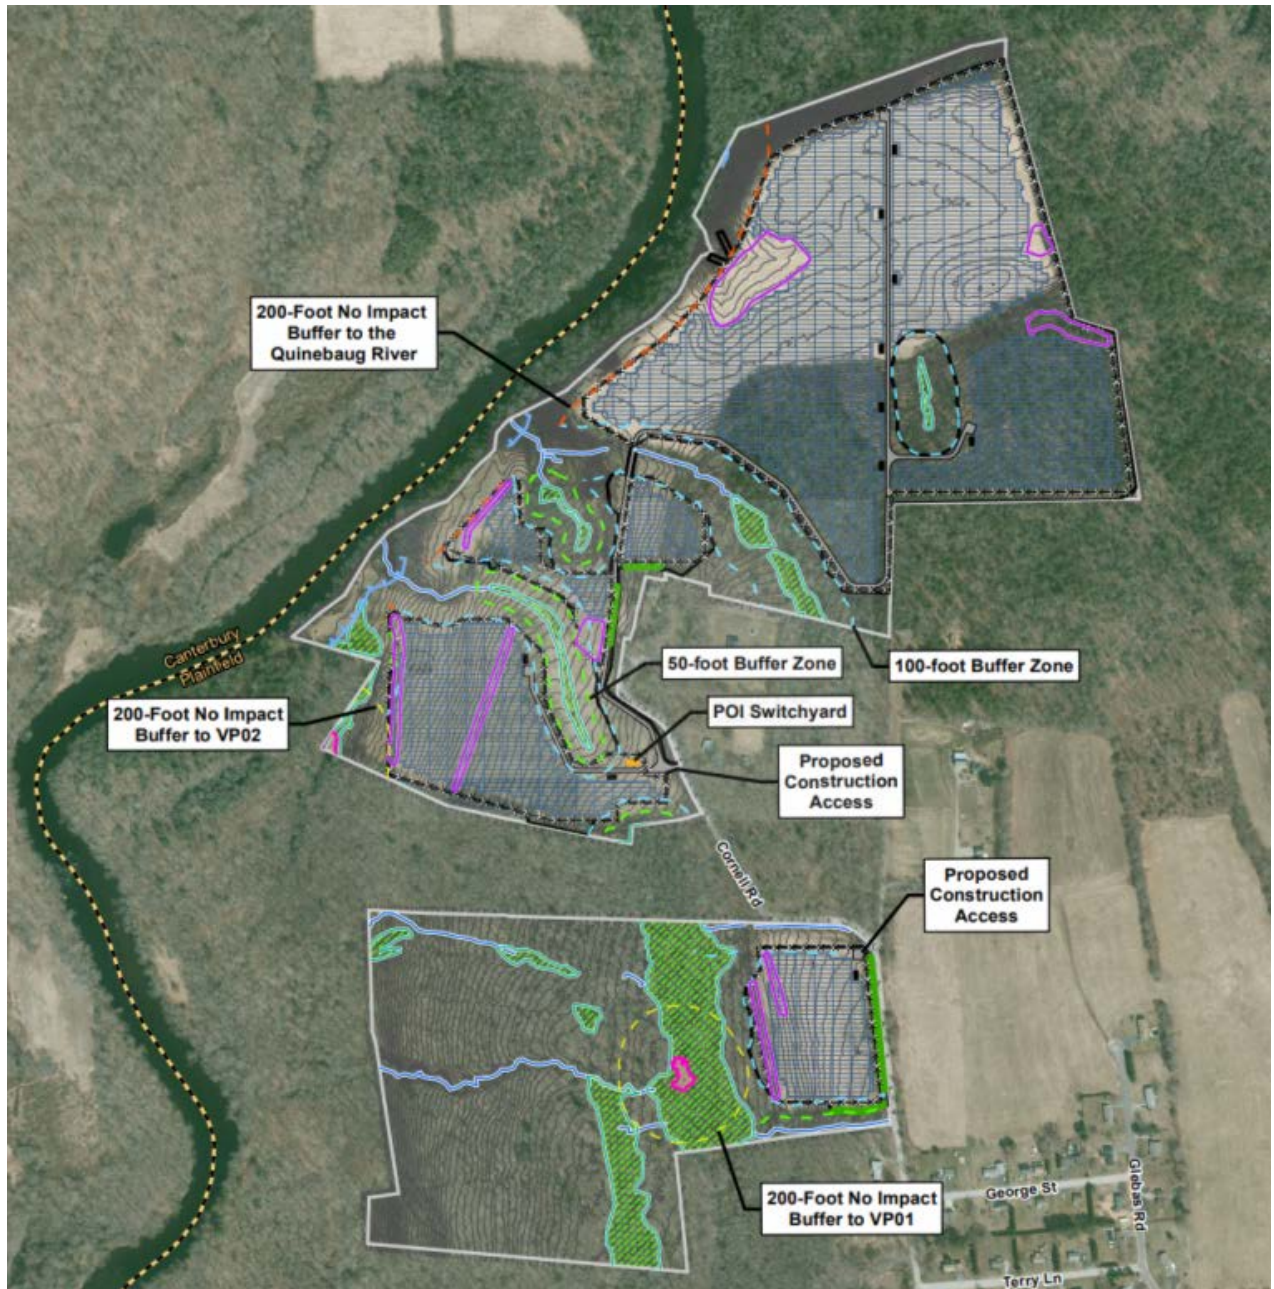 200-Foot No Impact
Buffer to the
Quinebaug River
Canterbury
Plainfield
50-foot Buffer Zone
100-foot Buffer Zone
200-Foot No Impact
Buffer to VP02
POI Switchyard
Proposed
Construction
Access
Cornell Rd
Proposed
Construction
Access
200-Foot No Impact
Buffer to VP01
George St
Glebas Rd
Terry Ln